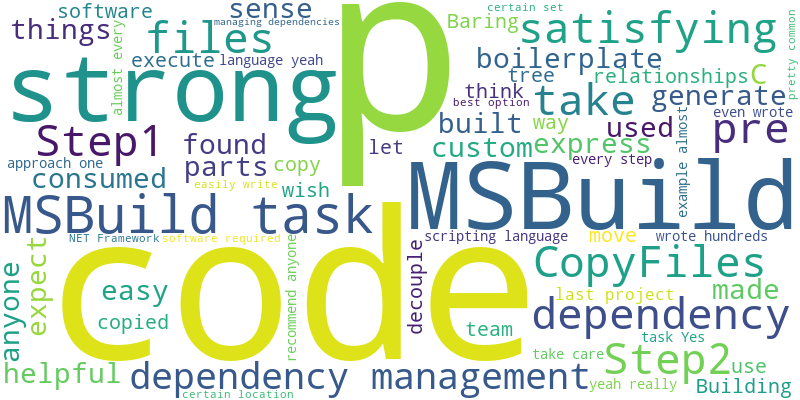 software
managing dependencies
sense
certain set
things
files
almost every
Baring
satisfying
pretty common
p
execute
language yeah
boilerplate
strong
think
tree
relationships
C
best option
take
generate
even wrote
Step1
found
let
built
way
express
used
pre
approach one
parts
copy
custom
every step
example almost
consumed
easily write
wish
MSBuild task
MSBuild
NET Framework
software required
scripting language
move
wrote hundreds
code
anyone
expect
recommend anyone
decouple
CopyFiles
easy
last project
made
copied
team
dependency
task Yes
helpful
dependency management
take care
Step2
use
yeah really
Building
certain location